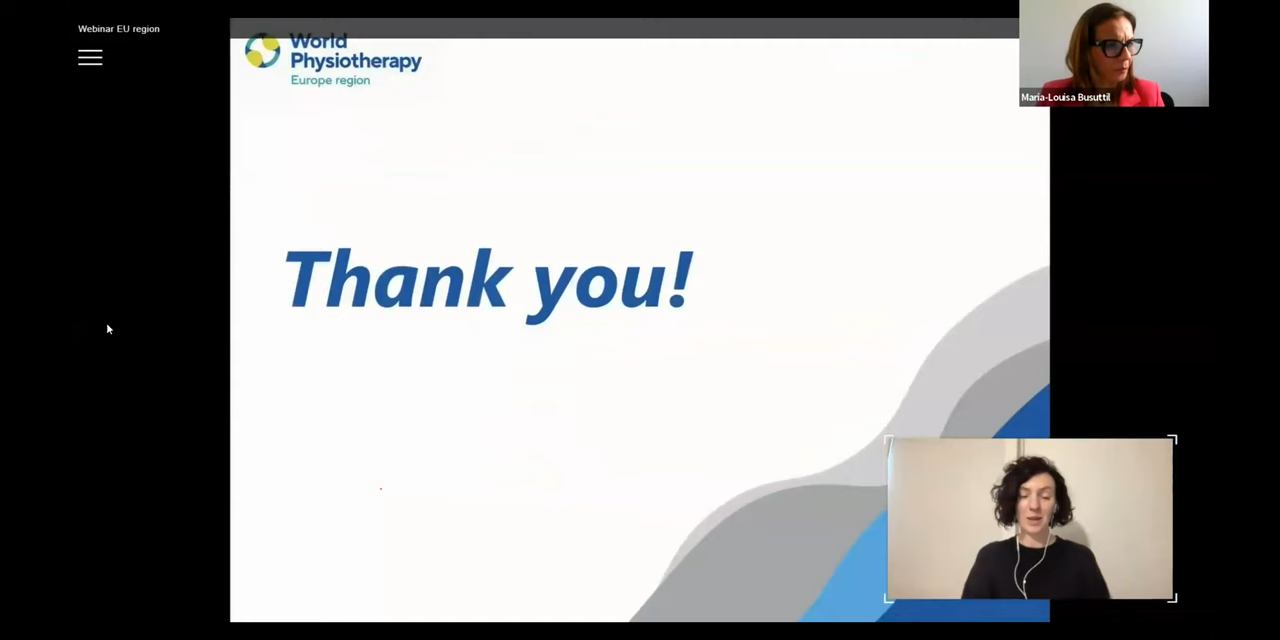 Webinar EU region
World
Physiotherapy
Europe region
Maria-Louisa Busuttil
Thank you!